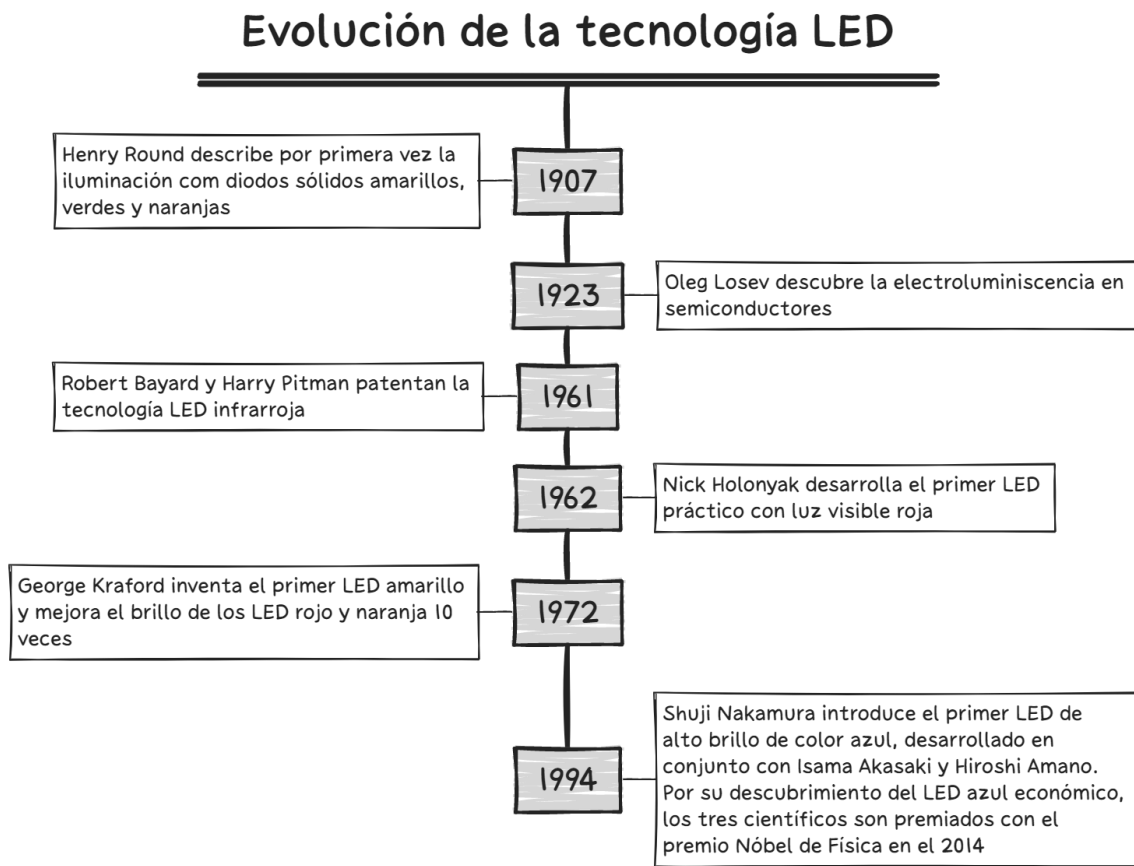 Evolución de la tecnología LED
Henry Round describe por primera vez la
iluminación com diodos sólidos amarillos,
verdes y naranjas
1907
1923
Oleg Losev descubre la electroluminiscencia en
semiconductores
Robert Bayard y Harry Pitman patentan la
tecnología LED infrarroja
1961
1962
Nick Holonyak desarrolla el primer LED
práctico con luz visible roja
George Kraford inventa el primer LED amarillo
y mejora el brillo de los LED rojo y naranja 10
veces
1972
1994
Shuji Nakamura introduce el primer LED de
alto brillo de color azul, desarrollado en
conjunto con Isama Akasaki y Hiroshi Amano.
Por su descubrimiento del LED azul económico,
los tres científicos son premiados con el
premio Nóbel de Física en el 2014